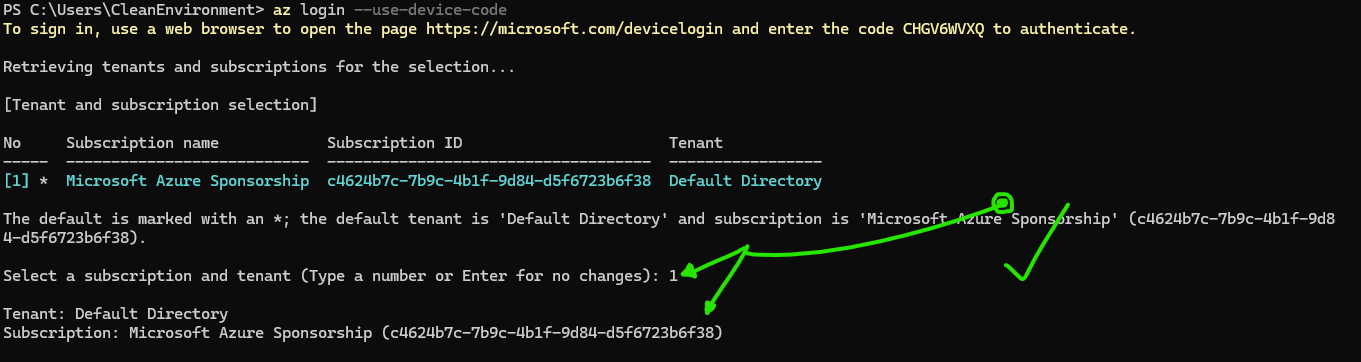 PS C:\Users\CleanEnvironment> az login --use-device-code
To sign in, use a web browser to open the page https://microsoft.com/devicelogin and enter the code CHGV6WVXQ to authenticate.
Retrieving tenants and subscriptions for the selection...
[Tenant and subscription selection]
No Subscription name Subscription ID Tenant
----- --------------------------- ------------------------------------ -----------------
[1] * Microsoft Azure Sponsorship c4624b7c-7b9c-4b1f-9d84-d5f6723b6f38 Default Directory
The default is marked with an *; the default tenant is 'Default Directory' and subscription is 'Microsoft Azure Sponsorship' (c4624b7c-7b9c-4b1f-9d8
4-d5f6723b6f38).
Select a subscription and tenant (Type a number or Enter for no changes): 1
Tenant: Default Directory
Subscription: Microsoft Azure Sponsorship (c4624b7c-7b9c-4b1f-9d84-d5f6723b6f38)